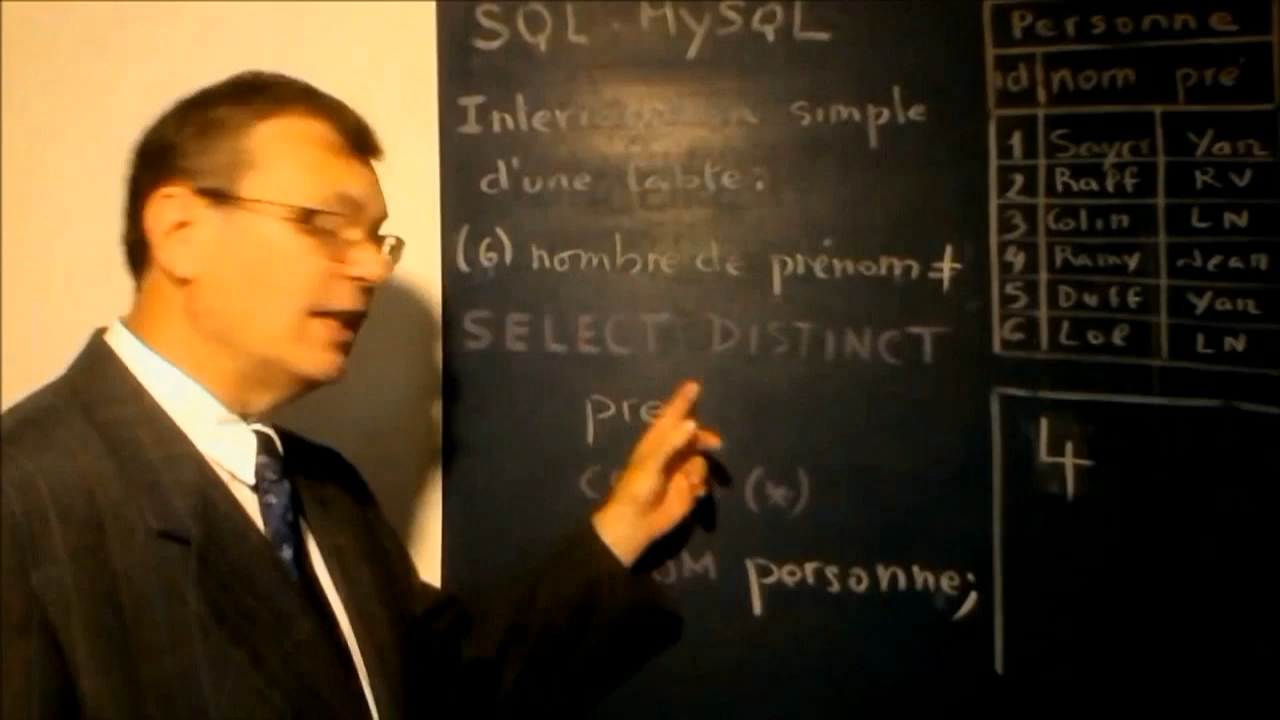 SQL - MySQL
simple
d'une table:
(6) nombre de prénom ≠
SELECT DISTINCT
(*)
personne;
Personne
id nom pré
1 Yan
2 Raff RV
3 Colin LN
4 Ramy Jean
5 Duff Yan
6 Loe LN
4